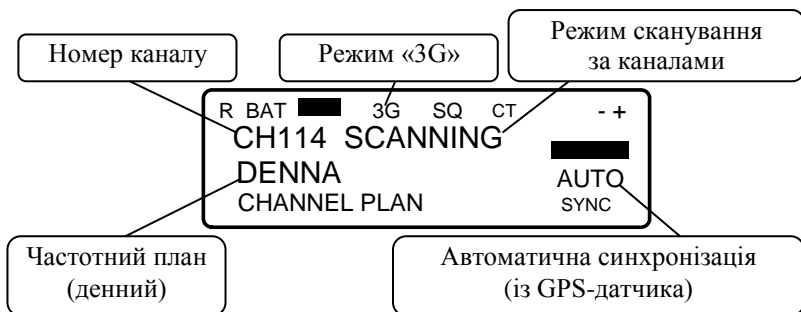 Номер каналу
Режим «3G»
Режим сканування
за каналами
R BAT 3G SQ CT - +
CH114 SCANNING
DENNA
AUTO
CHANNEL PLAN
SYNC
Частотний план
(денний)
Автоматична синхронізація
(із GPS-датчика)